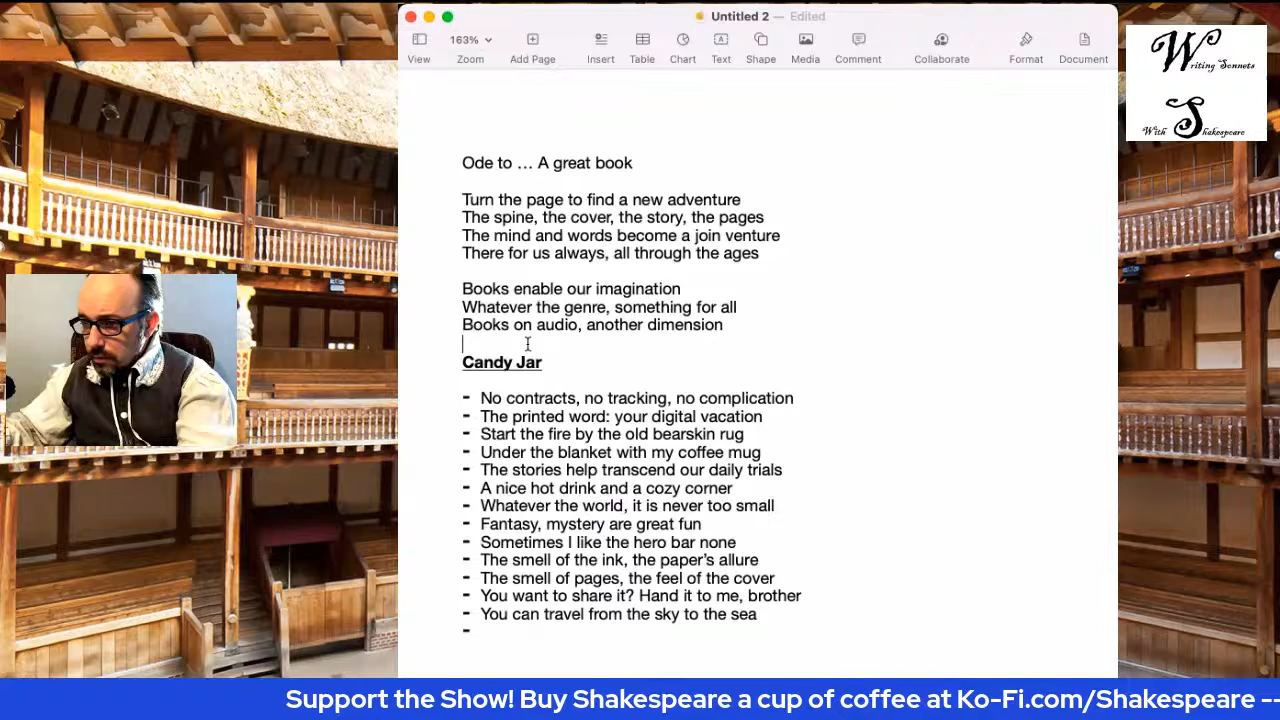 Untitled 2 — Edited
163%
View Zoom Add Page Insert Table Chart Text Shape Media Comment Collaborate Format Document
Writing Sonnets
With Shakespeare
Ode to … A great book
Turn the page to find a new adventure
The spine, the cover, the story, the pages
The mind and words become a join venture
There for us always, all through the ages
Books enable our imagination
Whatever the genre, something for all
Books on audio, another dimension
Candy Jar
- No contracts, no tracking, no complication
- The printed word: your digital vacation
- Start the fire by the old bearskin rug
- Under the blanket with my coffee mug
- The stories help transcend our daily trials
- A nice hot drink and a cozy corner
- Whatever the world, it is never too small
- Fantasy, mystery are great fun
- Sometimes I like the hero bar none
- The smell of the ink, the paper’s allure
- The smell of pages, the feel of the cover
- You want to share it? Hand it to me, brother
- You can travel from the sky to the sea
-
Support the Show! Buy Shakespeare a cup of coffee at Ko-Fi.com/Shakespeare --